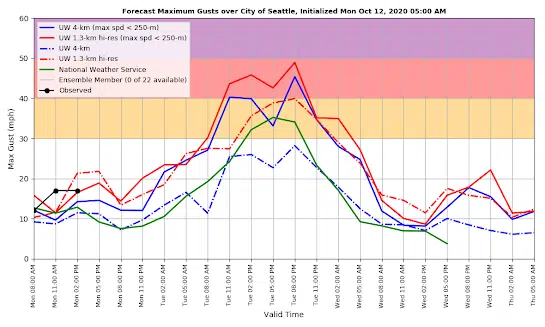 Forecast Maximum Gusts over City of Seattle, Initialized Mon Oct 12, 2020 05:00 AM
60
50
40
30
20
10
0
Max Gust (mph)
UW 4-km (max spd < 250-m)
UW 1.3-km hi-res (max spd < 250-m)
UW 4-km
UW 1.3-km hi-res
National Weather Service
Ensemble Member (0 of 22 available)
Observed
Mon 08:00 AM
Mon 11:00 AM
Mon 02:00 PM
Mon 05:00 PM
Mon 08:00 PM
Mon 11:00 PM
Tue 02:00 AM
Tue 05:00 AM
Tue 08:00 AM
Tue 11:00 AM
Tue 02:00 PM
Tue 05:00 PM
Tue 08:00 PM
Tue 11:00 PM
Wed 02:00 AM
Wed 05:00 AM
Wed 08:00 AM
Wed 11:00 AM
Wed 02:00 PM
Wed 05:00 PM
Wed 08:00 PM
Wed 11:00 PM
Thu 02:00 AM
Thu 05:00 AM
Valid Time